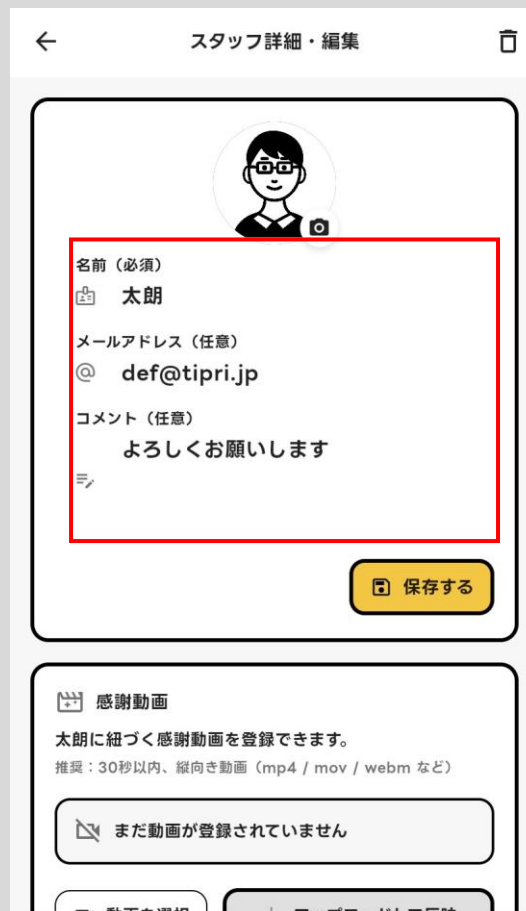 スタッフ詳細・編集
名前（必須）
太朗
メールアドレス（任意）
def@tipri.jp
コメント（任意）
よろしくお願いします
保存する
感謝動画
太朗に紐づく感謝動画を登録できます。
推奨：30秒以内、縦向き動画（mp4 / mov / webm など）
まだ動画が登録されていません
動画を選択